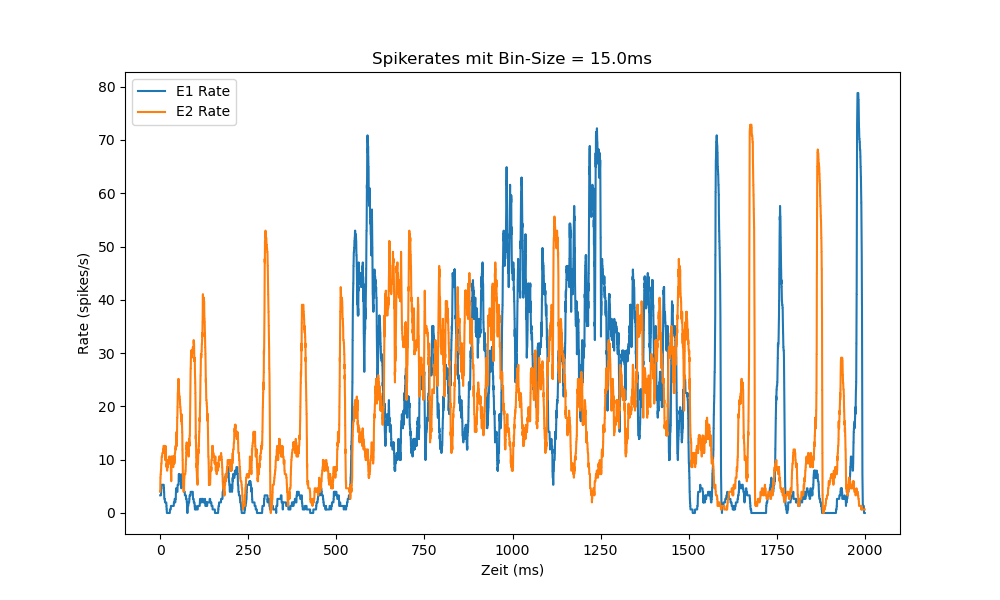 Spikerates mit Bin-Size = 15.0ms
E1 Rate
E2 Rate
Rate (spikes/s)
80
70
60
50
40
30
20
10
0
0 250 500 750 1000 1250 1500 1750 2000
Zeit (ms)